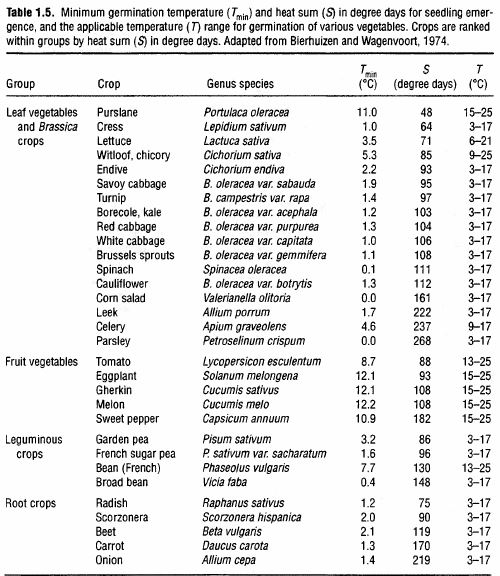 Table 1.5. Minimum germination temperature (Tmin) and heat sum (S) in degree days for seedling emer-
gence, and the applicable temperature (T) range for germination of various vegetables. Crops are ranked
within groups by heat sum (S) in degree days. Adapted from Bierhuizen and Wagenvoort, 1974.
Tmin S T
Group Crop Genus species (°C) (degree days) (°C)
Leaf vegetables Purslane Portulaca oleracea 11.0 48 15–25
and Brassica Cress Lepidium sativum 1.0 64 3–17
crops Lettuce Lactuca sativa 3.5 71 6–21
Witloof, chicory Cichorium sativa 5.3 85 9–25
Endive Cichorium endiva 2.2 93 3–17
Savoy cabbage B. oleracea var. sabauda 1.9 95 3–17
Turnip B. campestris var. rapa 1.4 97 3–17
Borecole, kale B. oleracea var. acephala 1.2 103 3–17
Red cabbage B. oleracea var. purpurea 1.3 104 3–17
White cabbage B. oleracea var. capitata 1.0 106 3–17
Brussels sprouts B. oleracea var. gemmifera 1.1 108 3–17
Spinach Spinacea oleracea 0.1 111 3–17
Cauliflower B. oleracea var. botrytis 1.3 112 3–17
Corn salad Valerianella olitoria 0.0 161 3–17
Leek Allium porrum 1.7 222 3–17
Celery Apium graveolens 4.6 237 9–17
Parsley Petroselinum crispum 0.0 268 3–17
Fruit vegetables Tomato Lycopersicon esculentum 8.7 88 13–25
Eggplant Solanum melongena 12.1 93 15–25
Gherkin Cucumis sativus 12.1 108 15–25
Melon Cucumis melo 12.2 108 15–25
Sweet pepper Capsicum annuum 10.9 182 15–25
Leguminous Garden pea Pisum sativum 3.2 86 3–17
crops French sugar pea P. sativum var. sacharatum 1.6 96 3–17
Bean (French) Phaseolus vulgaris 7.7 130 13–25
Broad bean Vicia faba 0.4 148 3–17
Root crops Radish Raphanus sativus 1.2 75 3–17
Scorzonera Scorzonera hispanica 2.0 90 3–17
Beet Beta vulgaris 2.1 119 3–17
Carrot Daucus carota 1.3 170 3–17
Onion Allium cepa 1.4 219 3–17